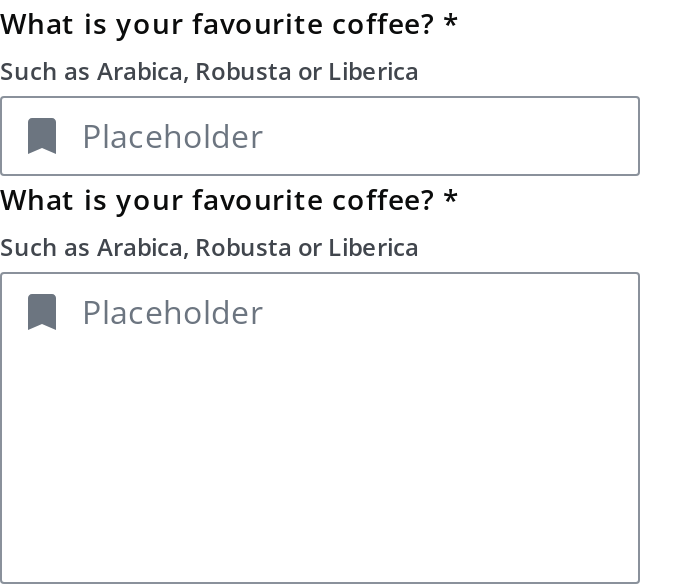 What is your favourite coffee? *
Such as Arabica, Robusta or Liberica
Placeholder
What is your favourite coffee? *
Such as Arabica, Robusta or Liberica
Placeholder